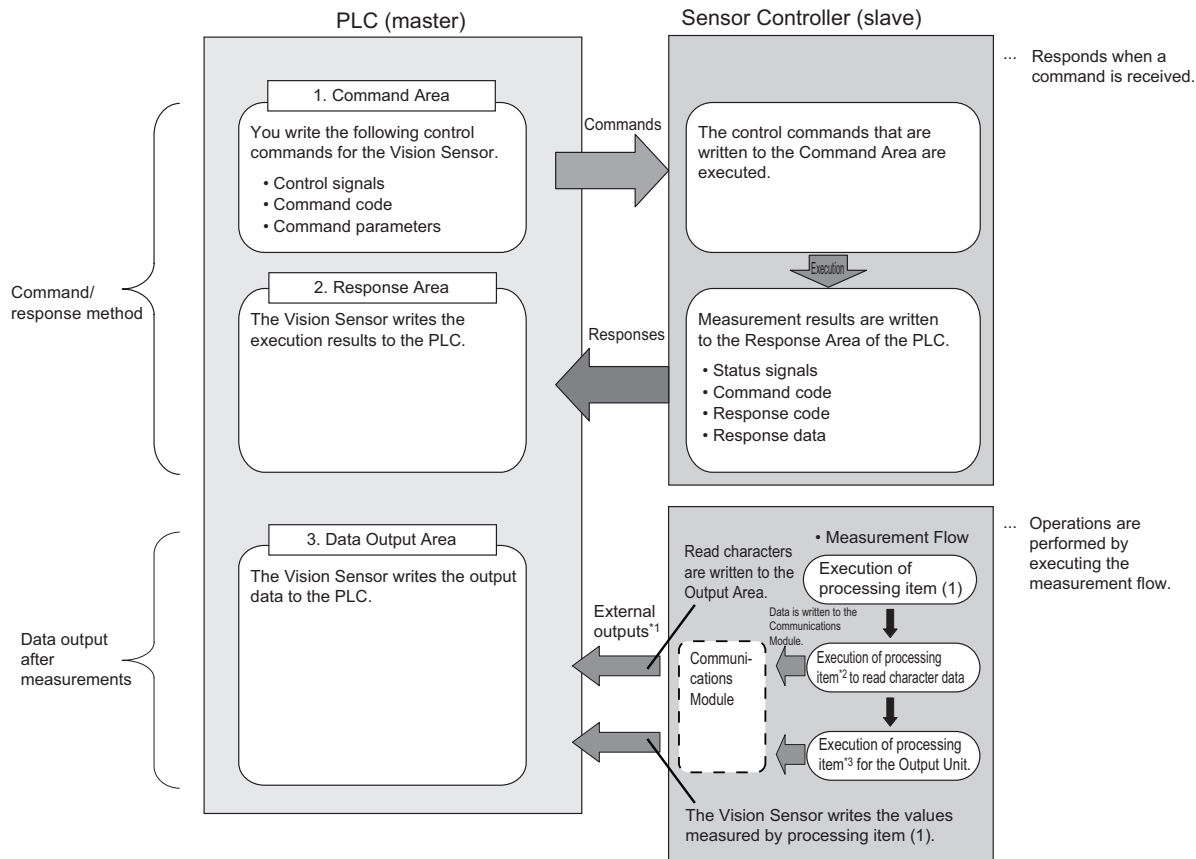 PLC (master)
Sensor Controller (slave)
... Responds when a
command is received.
1. Command Area
You write the following control
commands for the Vision Sensor.
• Control signals
• Command code
• Command parameters
Commands
The control commands that are
written to the Command Area are
executed.
Execution
Command/
response method
2. Response Area
The Vision Sensor writes the
execution results to the PLC.
Responses
Measurement results are written
to the Response Area of the PLC.
• Status signals
• Command code
• Response code
• Response data
... Operations are
performed by
executing the
measurement flow.
Data output
after
measurements
3. Data Output Area
The Vision Sensor writes the output
data to the PLC.
External
outputs*1
Read characters
are written to the
Output Area.
• Measurement Flow
Execution of
processing item (1)
Data is written to the
Communications
Module.
Communi-
cations
Module
Execution of processing
item*2 to read character data
Execution of processing
item*3 for the Output Unit.
The Vision Sensor writes the values
measured by processing item (1).